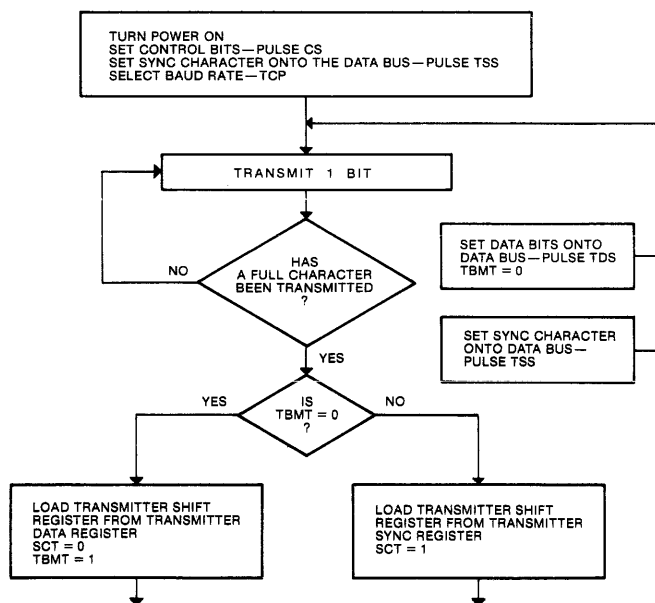 TURN POWER ON
SET CONTROL BITS—PULSE CS
SET SYNC CHARACTER ONTO THE DATA BUS—PULSE TSS
SELECT BAUD RATE—TCP
TRANSMIT 1 BIT
HAS
A FULL CHARACTER
BEEN TRANSMITTED
?
NO
YES
SET DATA BITS ONTO
DATA BUS—PULSE TDS
TBMT = 0
SET SYNC CHARACTER
ONTO DATA BUS—
PULSE TSS
IS
TBMT = 0
?
YES
NO
LOAD TRANSMITTER SHIFT
REGISTER FROM TRANSMITTER
DATA REGISTER
SCT = 0
TBMT = 1
LOAD TRANSMITTER SHIFT
REGISTER FROM TRANSMITTER
SYNC REGISTER
SCT = 1